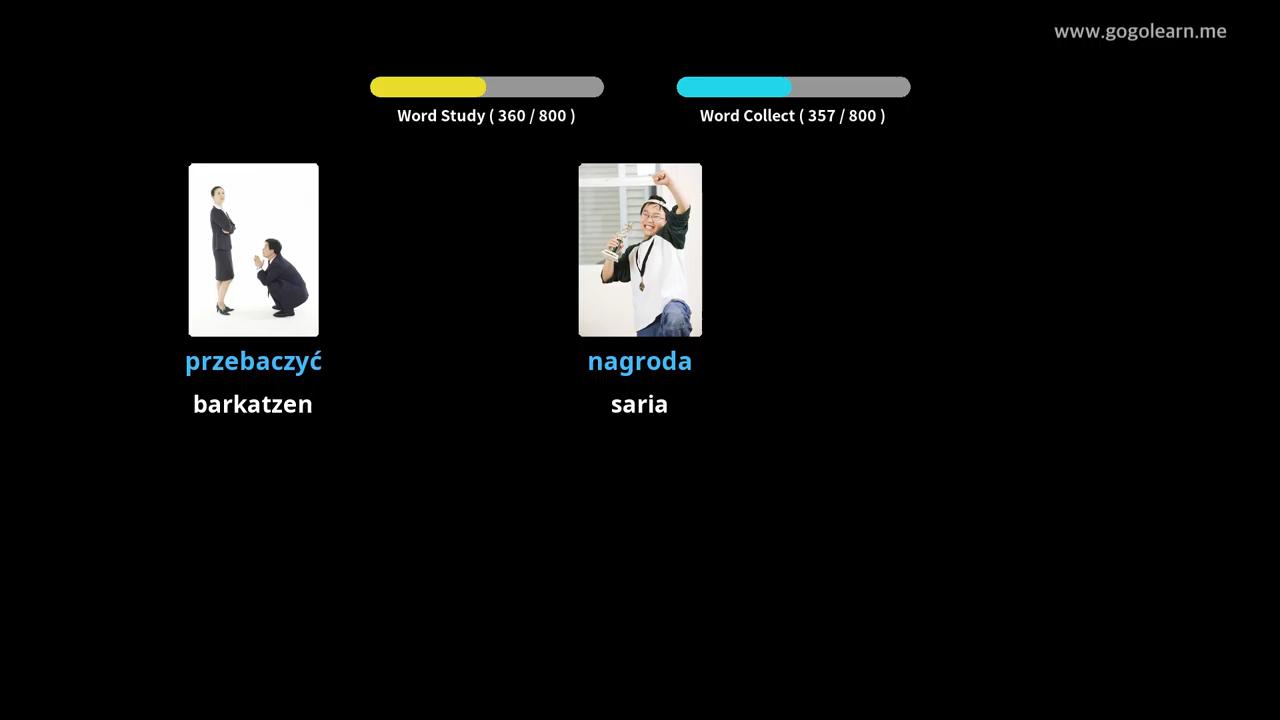 www.gogolearn.me
Word Study ( 360 / 800 )
Word Collect ( 357 / 800 )
przebaczyć
nagroda
barkatzen
saria